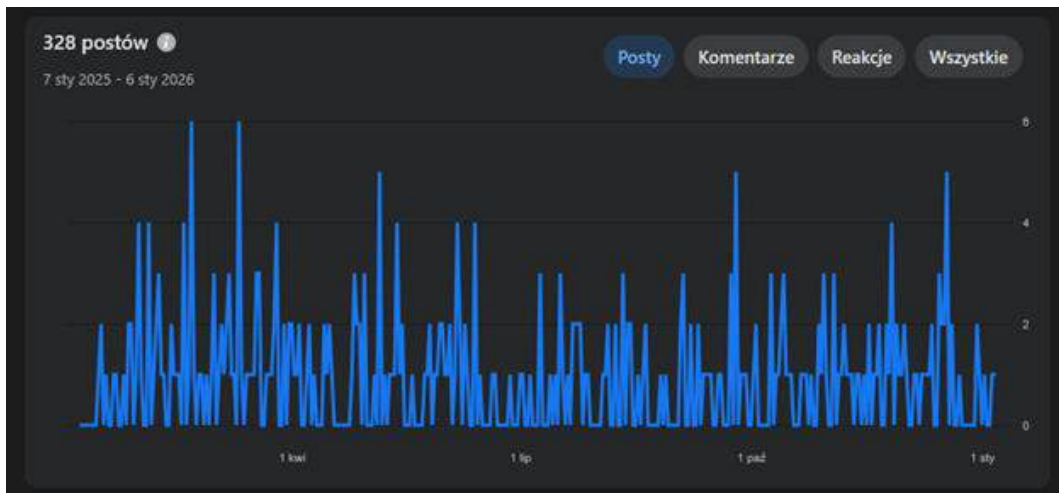 328 postów
7 sty 2025 - 6 sty 2026
Posty Komentarze Reakcje Wszystkie
6
4
2
0
1 kwi 1 lip 1 paź 1 sty